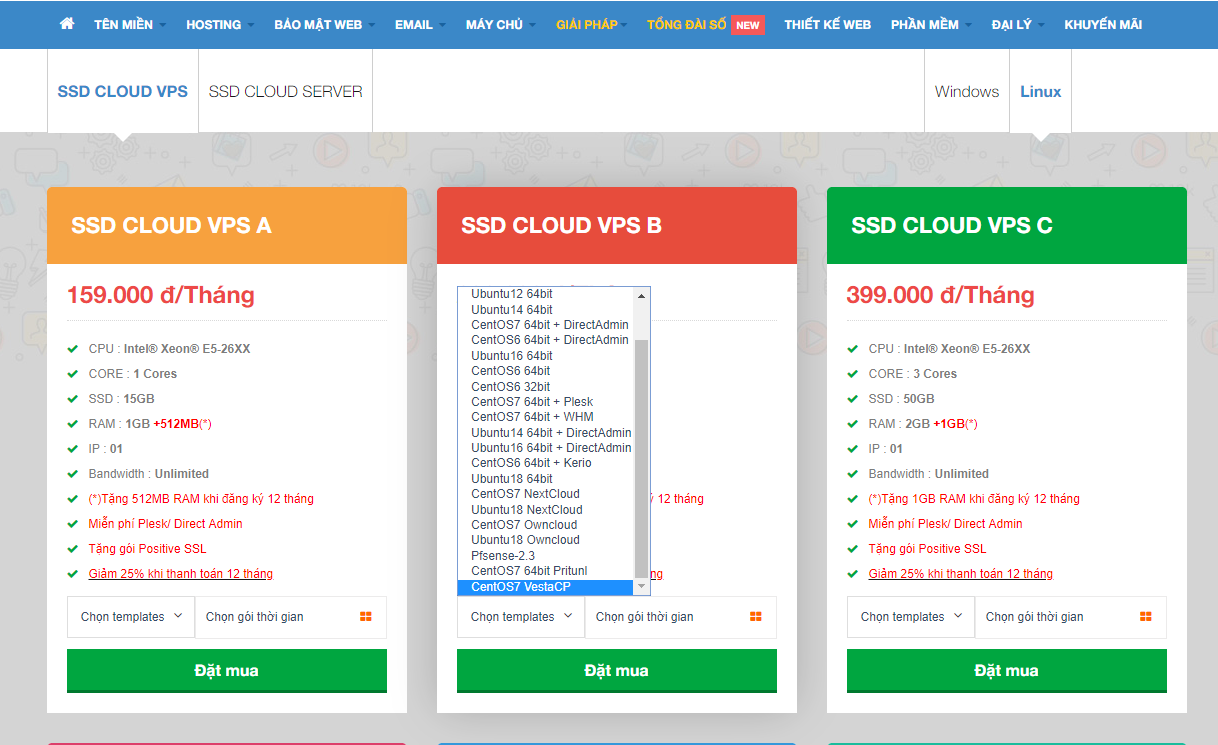 TÊN MIỀN HOSTING BẢO MẬT WEB EMAIL MÁY CHỦ GIẢI PHÁP TỔNG ĐÀI SỐ NEW THIẾT KẾ WEB PHẦN MỀM ĐẠI LÝ KHUYẾN MÃI
SSD CLOUD VPS SSD CLOUD SERVER Windows Linux
SSD CLOUD VPS A
159.000 đ/Tháng
CPU : Intel® Xeon® E5-26XX
CORE : 1 Cores
SSD : 15GB
RAM : 1GB +512MB(*)
IP : 01
Bandwidth : Unlimited
(*)Tặng 512MB RAM khi đăng ký 12 tháng
Miễn phí Plesk/ Direct Admin
Tặng gói Positive SSL
Giảm 25% khi thanh toán 12 tháng
Chọn templates Chọn gói thời gian
Đặt mua
SSD CLOUD VPS B
Ubuntu12 64bit
Ubuntu14 64bit
CentOS7 64bit + DirectAdmin
CentOS6 64bit + DirectAdmin
Ubuntu16 64bit
CentOS6 64bit
CentOS6 32bit
CentOS7 64bit + Plesk
CentOS7 64bit + WHM
Ubuntu14 64bit + DirectAdmin
Ubuntu16 64bit + DirectAdmin
CentOS6 64bit + Kerio
Ubuntu18 64bit
CentOS7 NextCloud
12 tháng
Ubuntu18 NextCloud
CentOS7 Owncloud
Ubuntu18 Owncloud
Pfsense-2.3
CentOS7 64bit Pritunl
CentOS7 VestaCP
Chọn templates Chọn gói thời gian
Đặt mua
SSD CLOUD VPS C
399.000 đ/Tháng
CPU : Intel® Xeon® E5-26XX
CORE : 3 Cores
SSD : 50GB
RAM : 2GB +1GB(*)
IP : 01
Bandwidth : Unlimited
(*)Tặng 1GB RAM khi đăng ký 12 tháng
Miễn phí Plesk/ Direct Admin
Tặng gói Positive SSL
Giảm 25% khi thanh toán 12 tháng
Chọn templates Chọn gói thời gian
Đặt mua